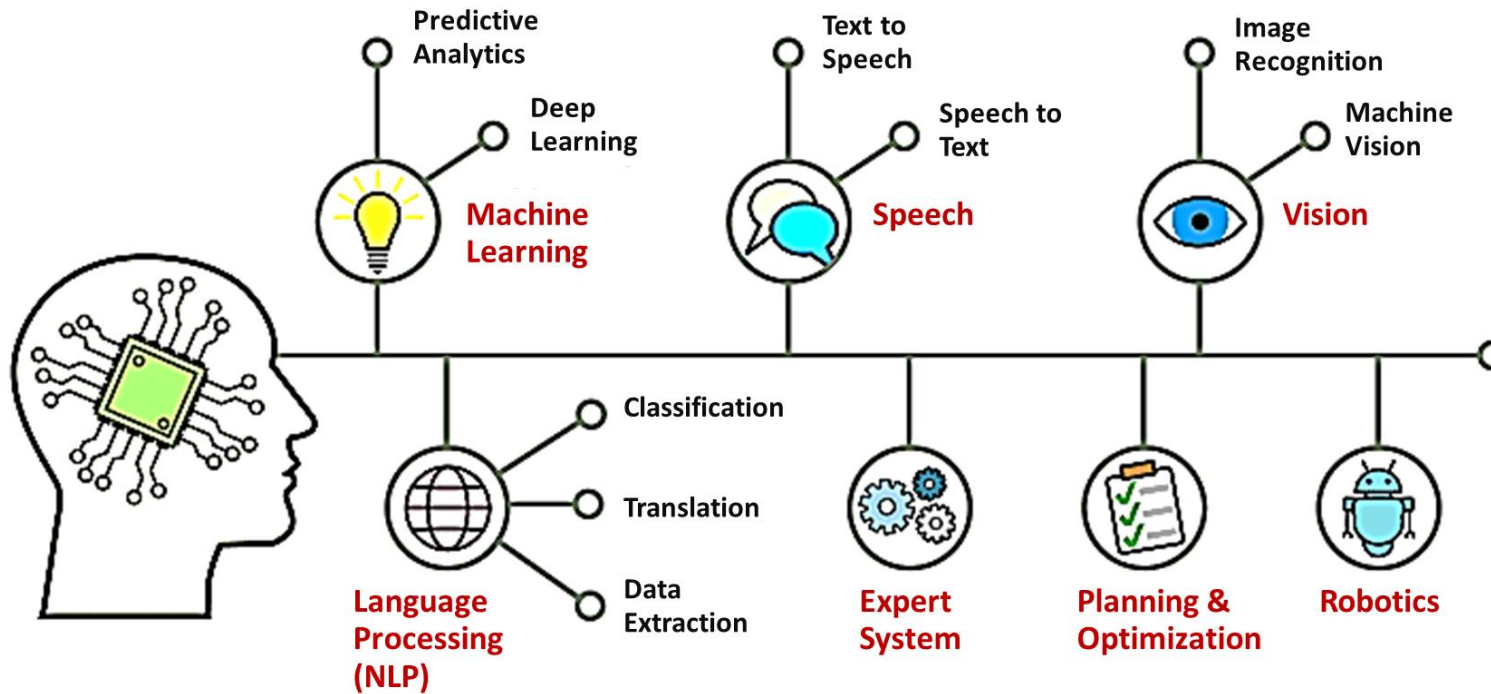 Predictive
Analytics
Deep
Learning
Machine
Learning
Text to
Speech
Speech to
Text
Speech
Image
Recognition
Machine
Vision
Vision
Classification
Translation
Data
Extraction
Language
Processing
(NLP)
Expert
System
Planning &
Optimization
Robotics